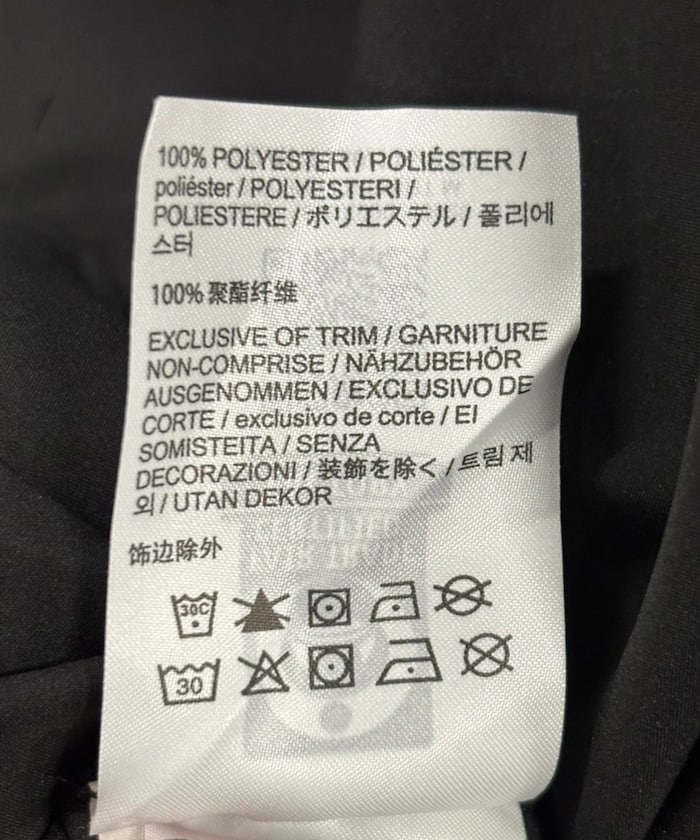 100% POLYESTER / POLIÉSTER /
poliéster / POLYESTERI /
POLIESTERE / ポリエステル / 폴리에
스터
100% 聚酯纤维
EXCLUSIVE OF TRIM / GARNITURE
NON-COMPRISE / NÄHZUBEHÖR
AUSGENOMMEN / EXCLUSIVO DE
CORTE / exclusivo de corte / EI
SOMISTEITA / SENZA
DECORAZIONI / 装飾を除く / 트림 제
외 / UTAN DEKOR
饰边除外
30C
30